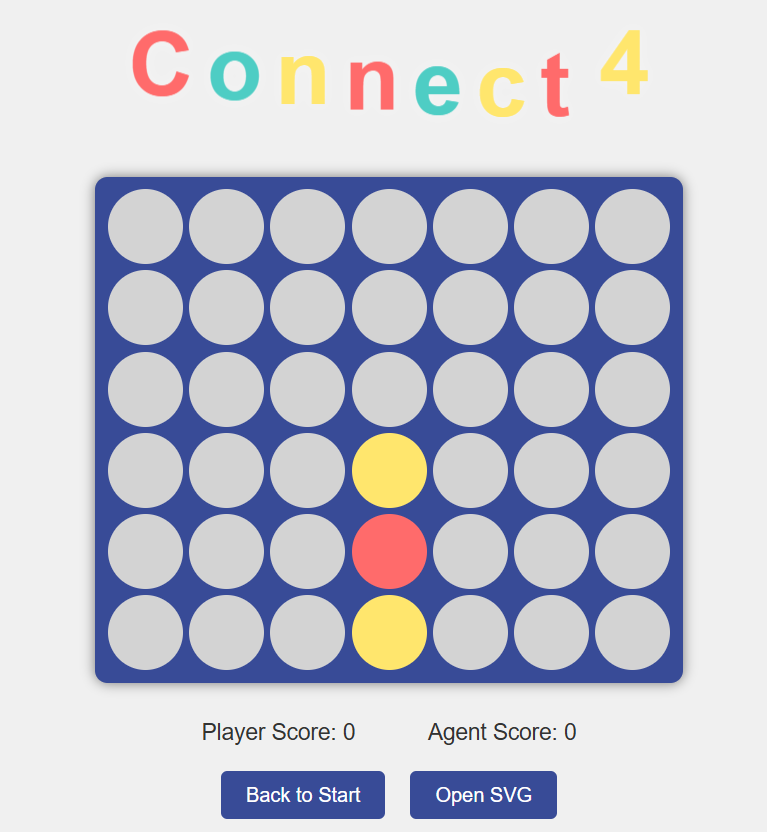 Connect 4
Player Score: 0
Agent Score: 0
Back to Start
Open SVG